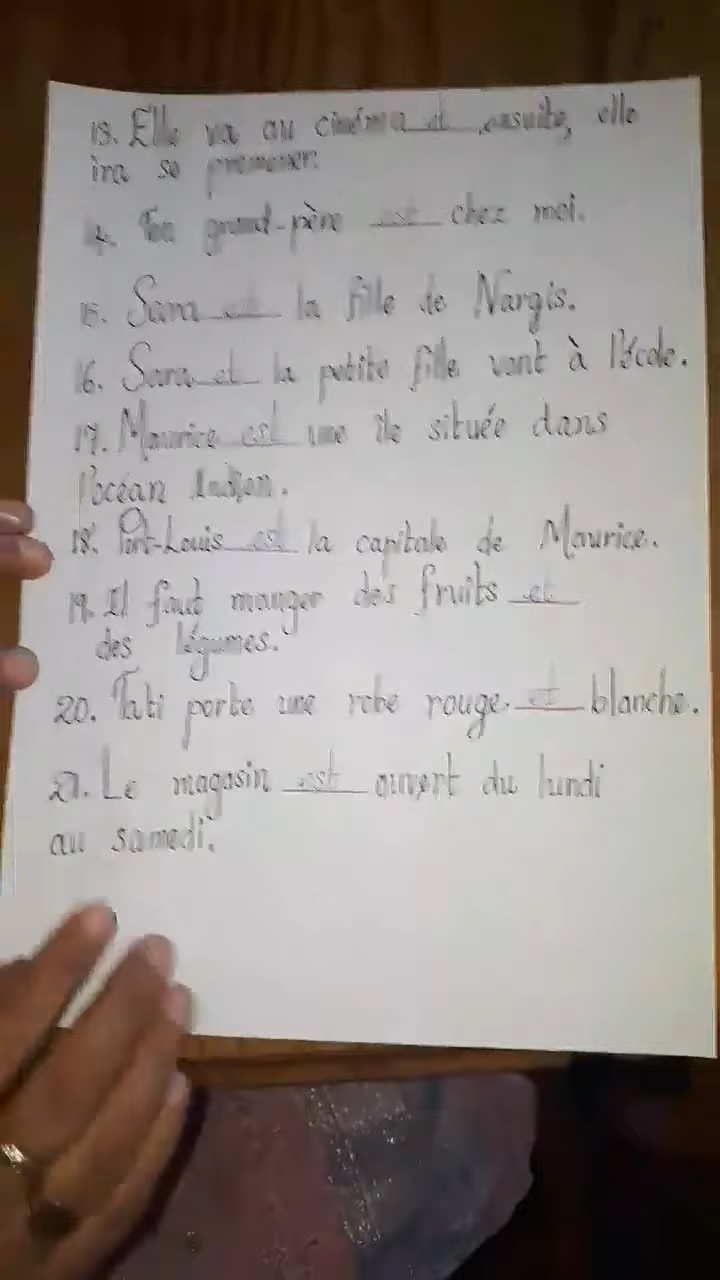 13. Elle va au cinéma et, ensuite, elle
ira se promener.
14. Ton grand-père est chez moi.
15. Sara est la fille de Nargis.
16. Sara et la petite fille vont à l'école.
17. Maurice est une île située dans
l'océan Indien.
18. Port-Louis est la capitale de Maurice.
19. Il faut manger des fruits et
des légumes.
20. Tati porte une robe rouge et blanche.
21. Le magasin est ouvert du lundi
au samedi.